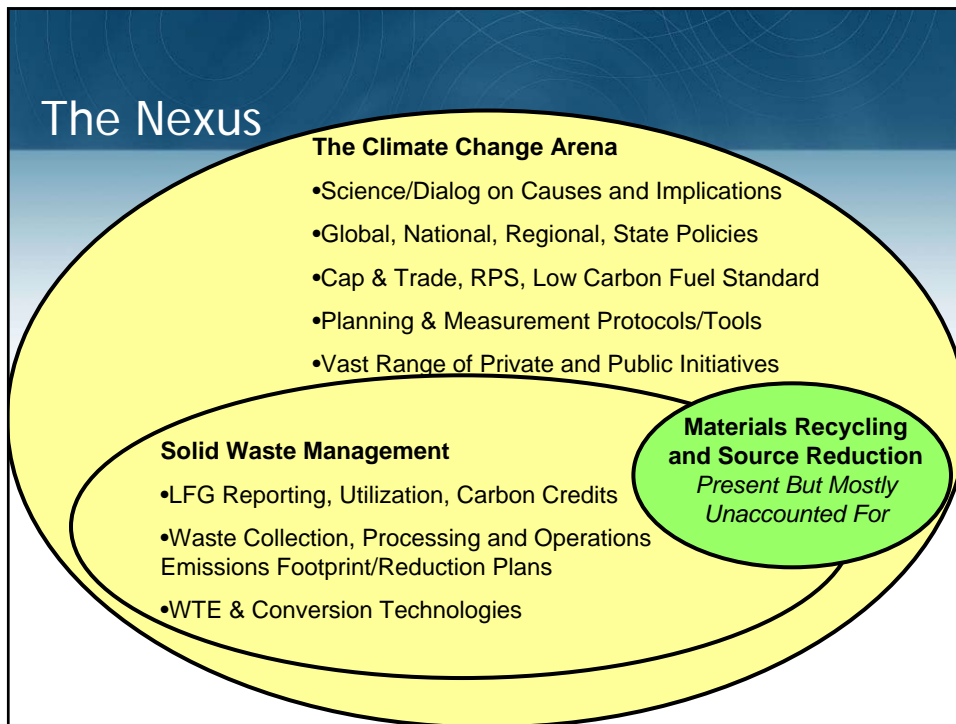 The Nexus
The Climate Change Arena
•Science/Dialog on Causes and Implications
•Global, National, Regional, State Policies
•Cap & Trade, RPS, Low Carbon Fuel Standard
•Planning & Measurement Protocols/Tools
•Vast Range of Private and Public Initiatives
Solid Waste Management
•LFG Reporting, Utilization, Carbon Credits
•Waste Collection, Processing and Operations
Emissions Footprint/Reduction Plans
•WTE & Conversion Technologies
Materials Recycling
and Source Reduction
Present But Mostly
Unaccounted For